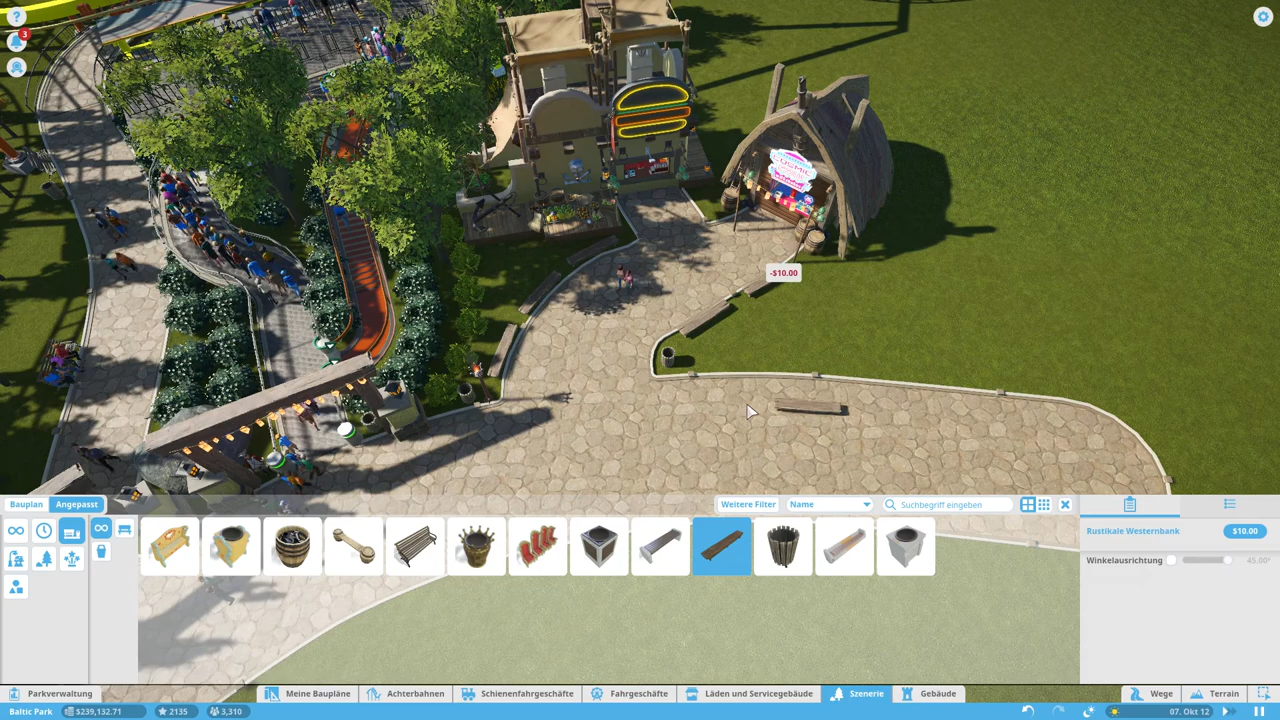 ?
3
COSMIC
-$10.00
Bauplan
Angepasst
Weitere Filter
Name
Suchbegriff eingeben
Rustikale Westernbank
$10.00
Winkelausrichtung
45.00°
Parkverwaltung
Meine Baupläne
Achterbahnen
Schienenfahrgeschäfte
Fahrgeschäfte
Läden und Servicegebäude
Szenerie
Gebäude
Wege
Terrain
Baltic Park
$239,132.71
2135
3,310
07. Okt 12